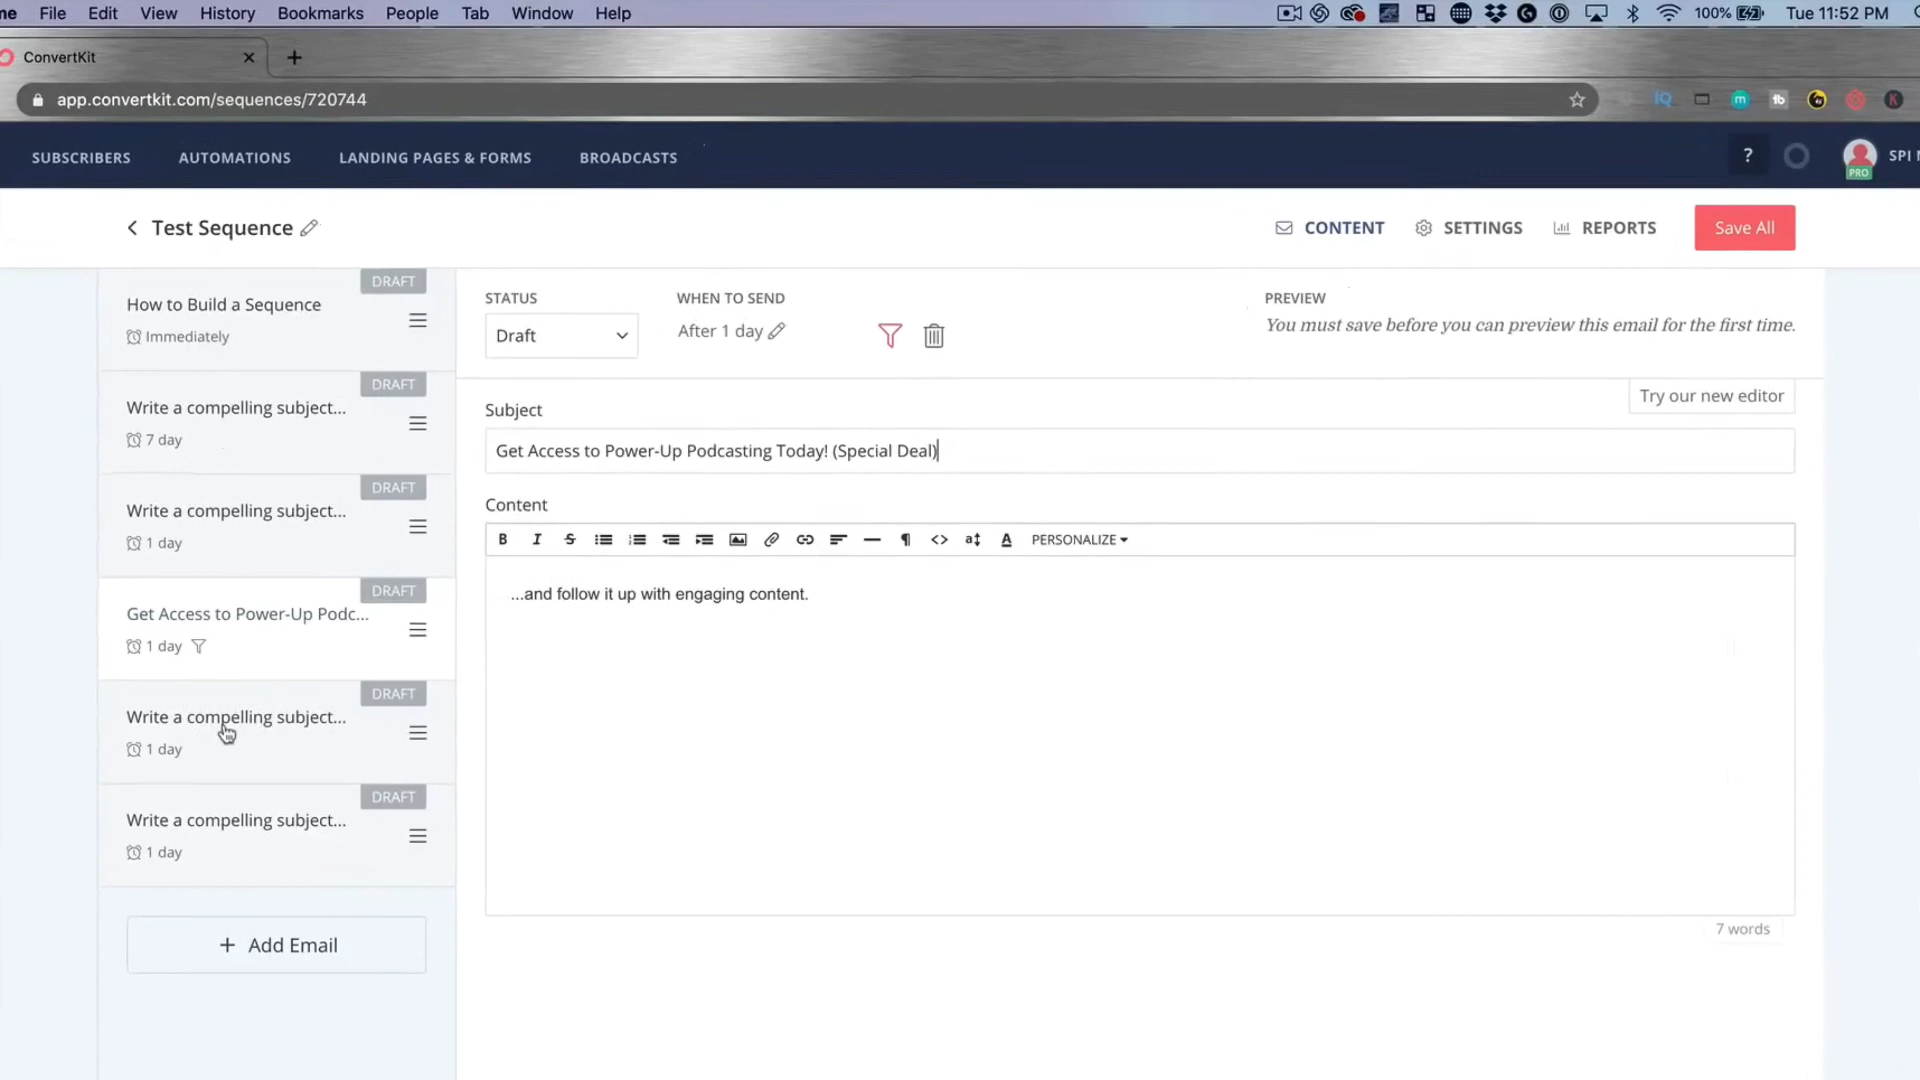 me File Edit View History Bookmarks People Tab Window Help 100% Tue 11:52 PM
ConvertKit
app.convertkit.com/sequences/720744
SUBSCRIBERS AUTOMATIONS LANDING PAGES & FORMS BROADCASTS ? SPI
PRO
Test Sequence CONTENT SETTINGS REPORTS Save All
DRAFT
How to Build a Sequence
Immediately
DRAFT
Write a compelling subject...
7 day
DRAFT
Write a compelling subject...
1 day
DRAFT
Get Access to Power-Up Podc...
1 day
DRAFT
Write a compelling subject...
1 day
DRAFT
Write a compelling subject...
1 day
+ Add Email
STATUS WHEN TO SEND PREVIEW
Draft After 1 day You must save before you can preview this email for the first time.
Try our new editor
Subject
Get Access to Power-Up Podcasting Today! (Special Deal)
Content
B I S PERSONALIZE
...and follow it up with engaging content.
7 words